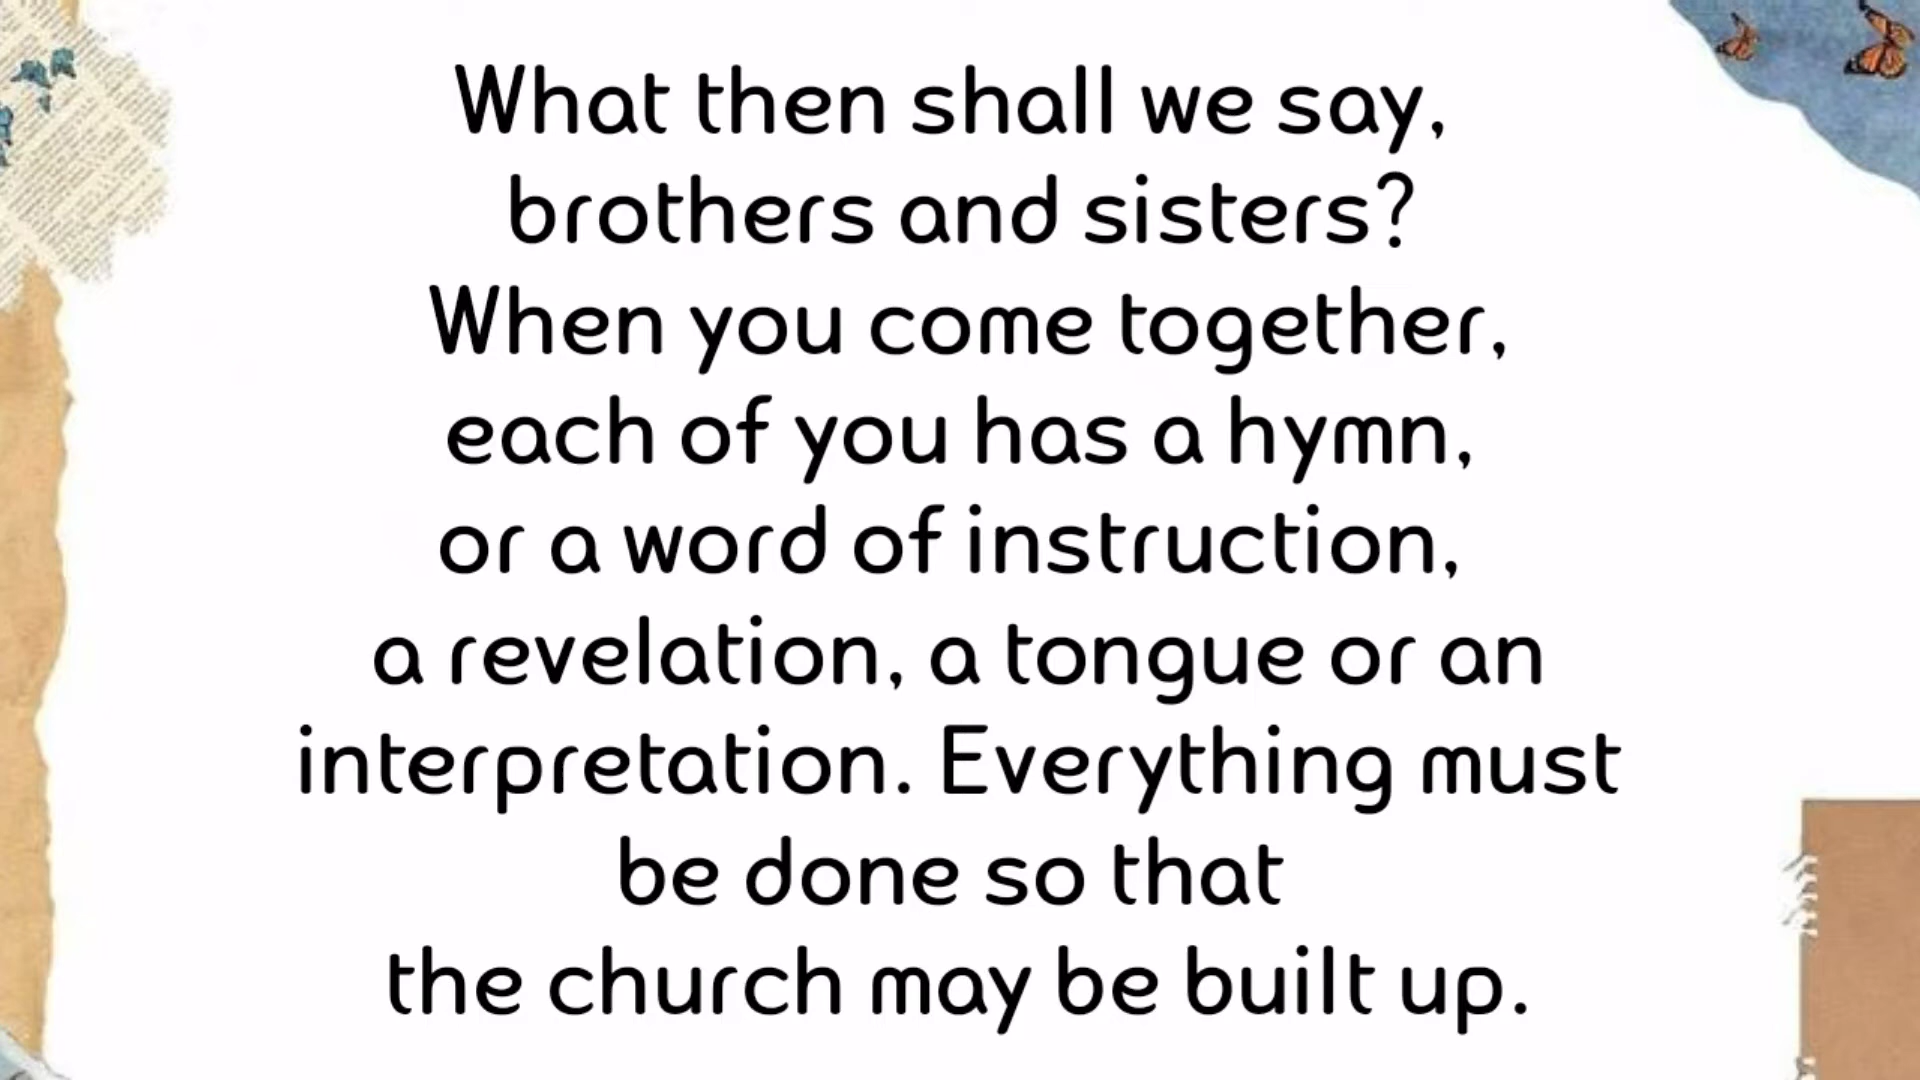 What then shall we say,
brothers and sisters?
When you come together,
each of you has a hymn,
or a word of instruction,
a revelation, a tongue or an
interpretation. Everything must
be done so that
the church may be built up.